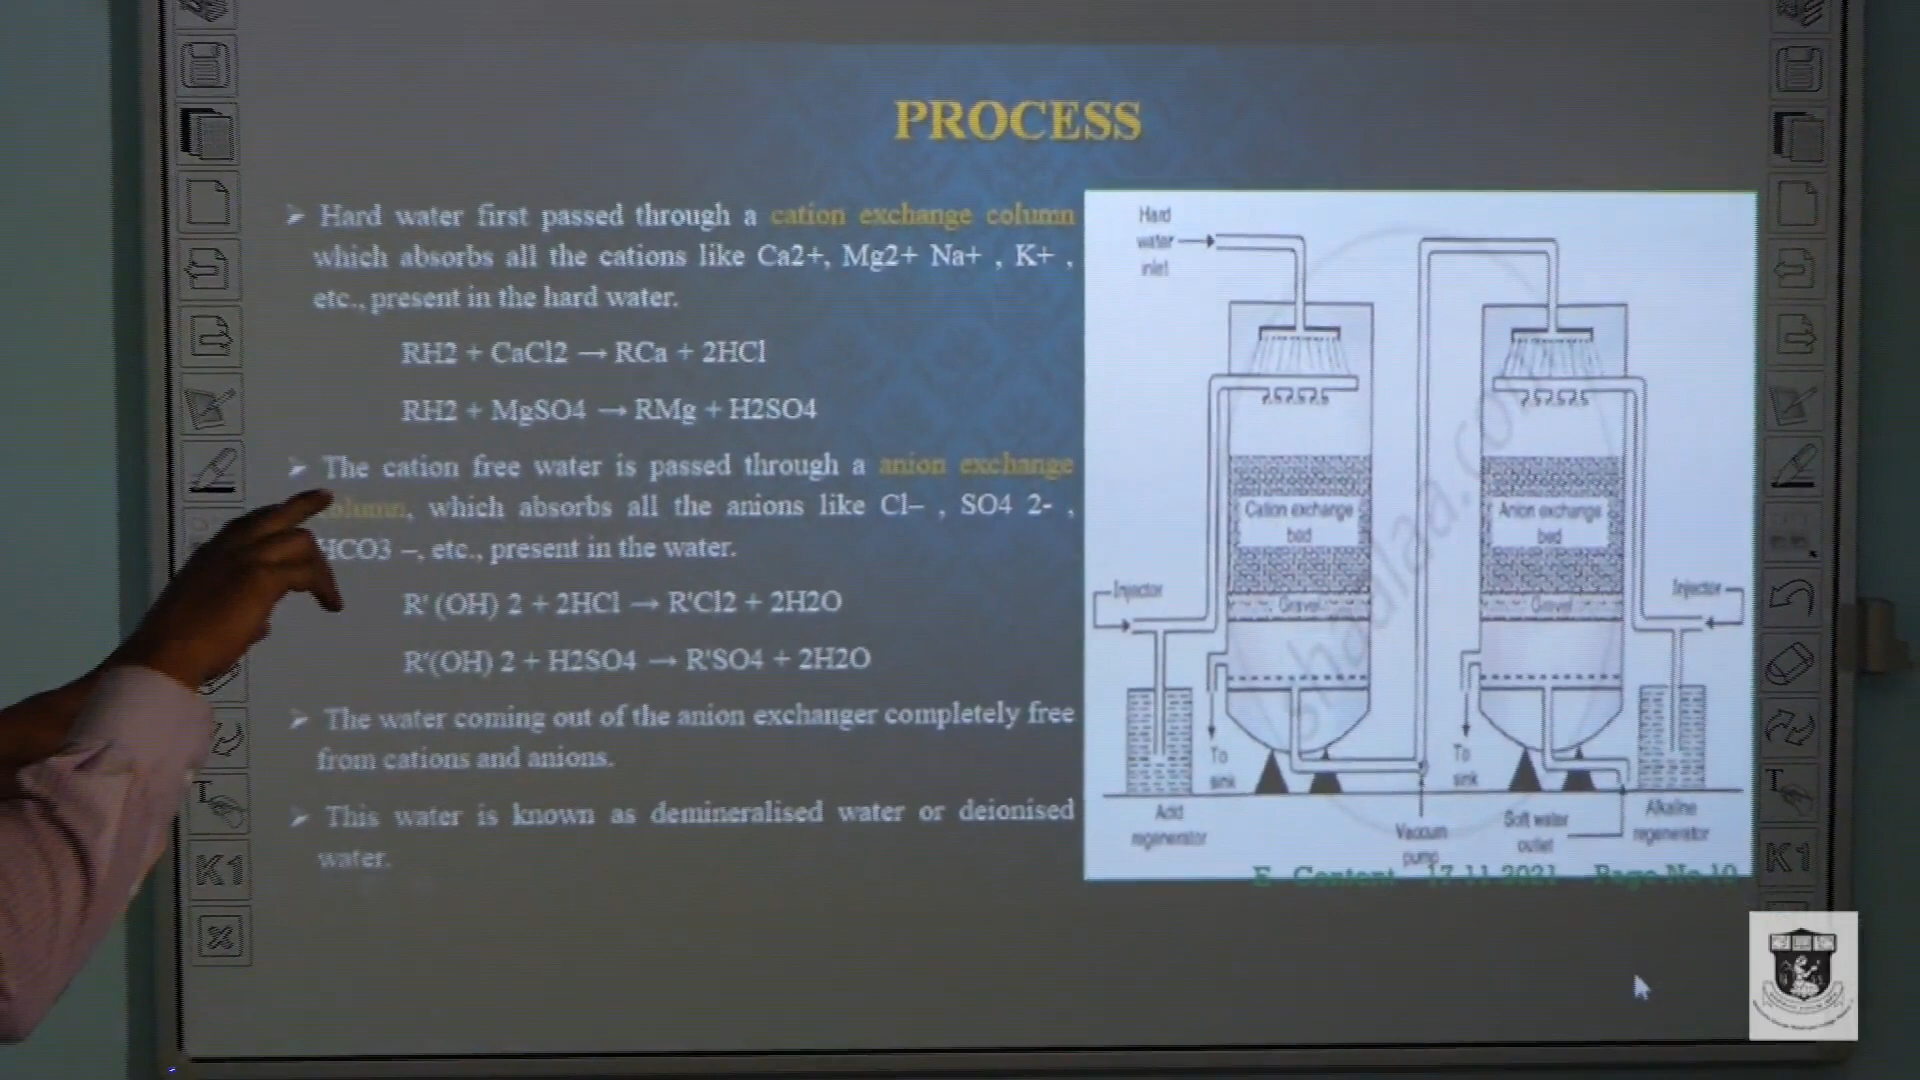 PROCESS
➢ Hard water first passed through a cation exchange column
which absorbs all the cations like Ca2+, Mg2+ Na+ , K+ ,
etc., present in the hard water.
RH2 + CaCl2 → RCa + 2HCl
RH2 + MgSO4 → RMg + H2SO4
➢ The cation free water is passed through a anion exchange
which absorbs all the anions like Cl– , SO4 2- ,
HCO3 –, etc., present in the water.
R' (OH) 2 + 2HCl → R'Cl2 + 2H2O
R'(OH) 2 + H2SO4 → R'SO4 + 2H2O
➢ The water coming out of the anion exchanger completely free
from cations and anions.
➢ This water is known as demineralised water or deionised
water.
Hard
water
inlet
Cation exchange
bed
Anion exchange
bed
Gravel
Gravel
Injector
Injector
To
sink
To
sink
Acid
regenerator
Vacuum
pump
Soft water
outlet
Alkaline
regenerator
shaalaa.com
E - Content 17.11.2021 Page No 10
T
K1
T
K1